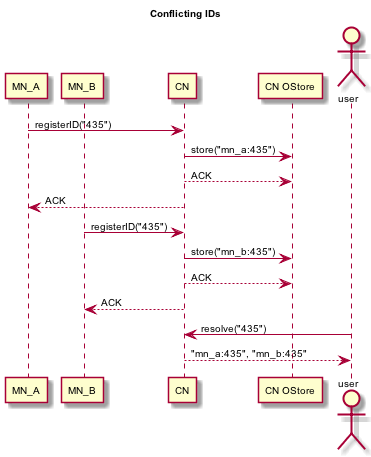 Conflicting IDs
MN_A
MN_B
CN
CN OStore
user
registerID("435")
store("mn_a:435")
ACK
ACK
registerID("435")
store("mn_b:435")
ACK
ACK
resolve("435")
"mn_a:435", "mn_b:435"
MN_A
MN_B
CN
CN OStore
user